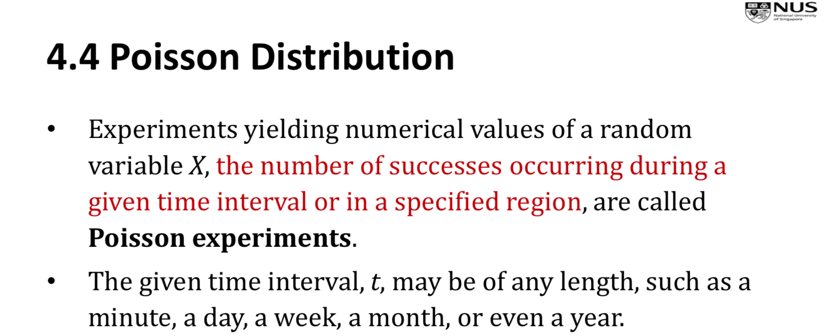 NUS
National University
of Singapore
4.4 Poisson Distribution
• Experiments yielding numerical values of a random
variable X, the number of successes occurring during a
given time interval or in a specified region, are called
Poisson experiments.
• The given time interval, t, may be of any length, such as a
minute, a day, a week, a month, or even a year.